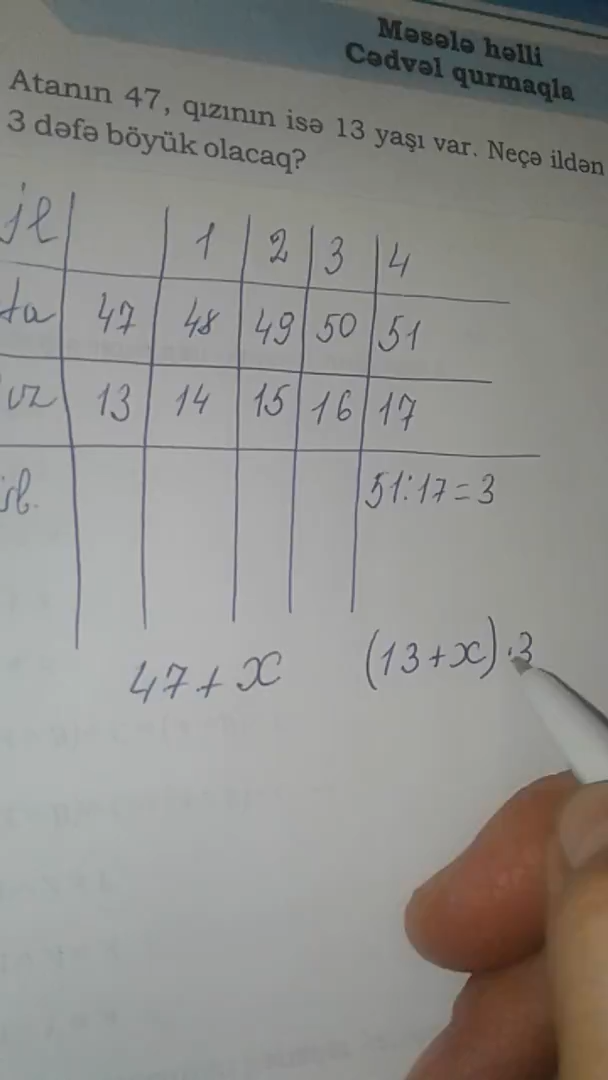 Məsələ həlli
Cədvəl qurmaqla
Atanın 47, qızının isə 13 yaşı var. Neçə ildən
3 dəfə böyük olacaq?
1 2 3 4
47 48 49 50 51
13 14 15 16 17
51:17=3
47+x (13+x)·3